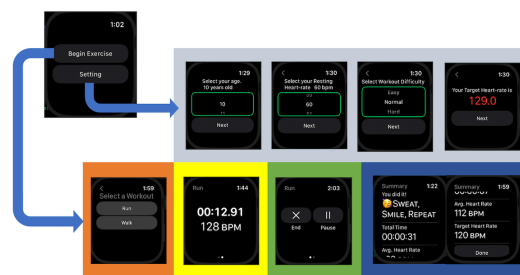 1:02
Begin Exercise
Setting
1:29
Select your age.
10 years old
10
Next
1:30
Select your Resting
Heart-rate 60 bpm
60
Next
1:30
Select Workout Difficulty
Easy
Normal
Hard
Next
1:30
Your Target Heart-rate is
129.0
Next
1:59
Select a Workout
Run
Walk
Run 1:44
00:12.91
128 BPM
Run 2:03
End Pause
Summary 1:22
You did it!
SWEAT,
SMILE, REPEAT
Total Time
00:00:31
Avg. Heart Rate
Summary 1:59
Avg. Heart Rate
112 BPM
Target Heart Rate
120 BPM
Done